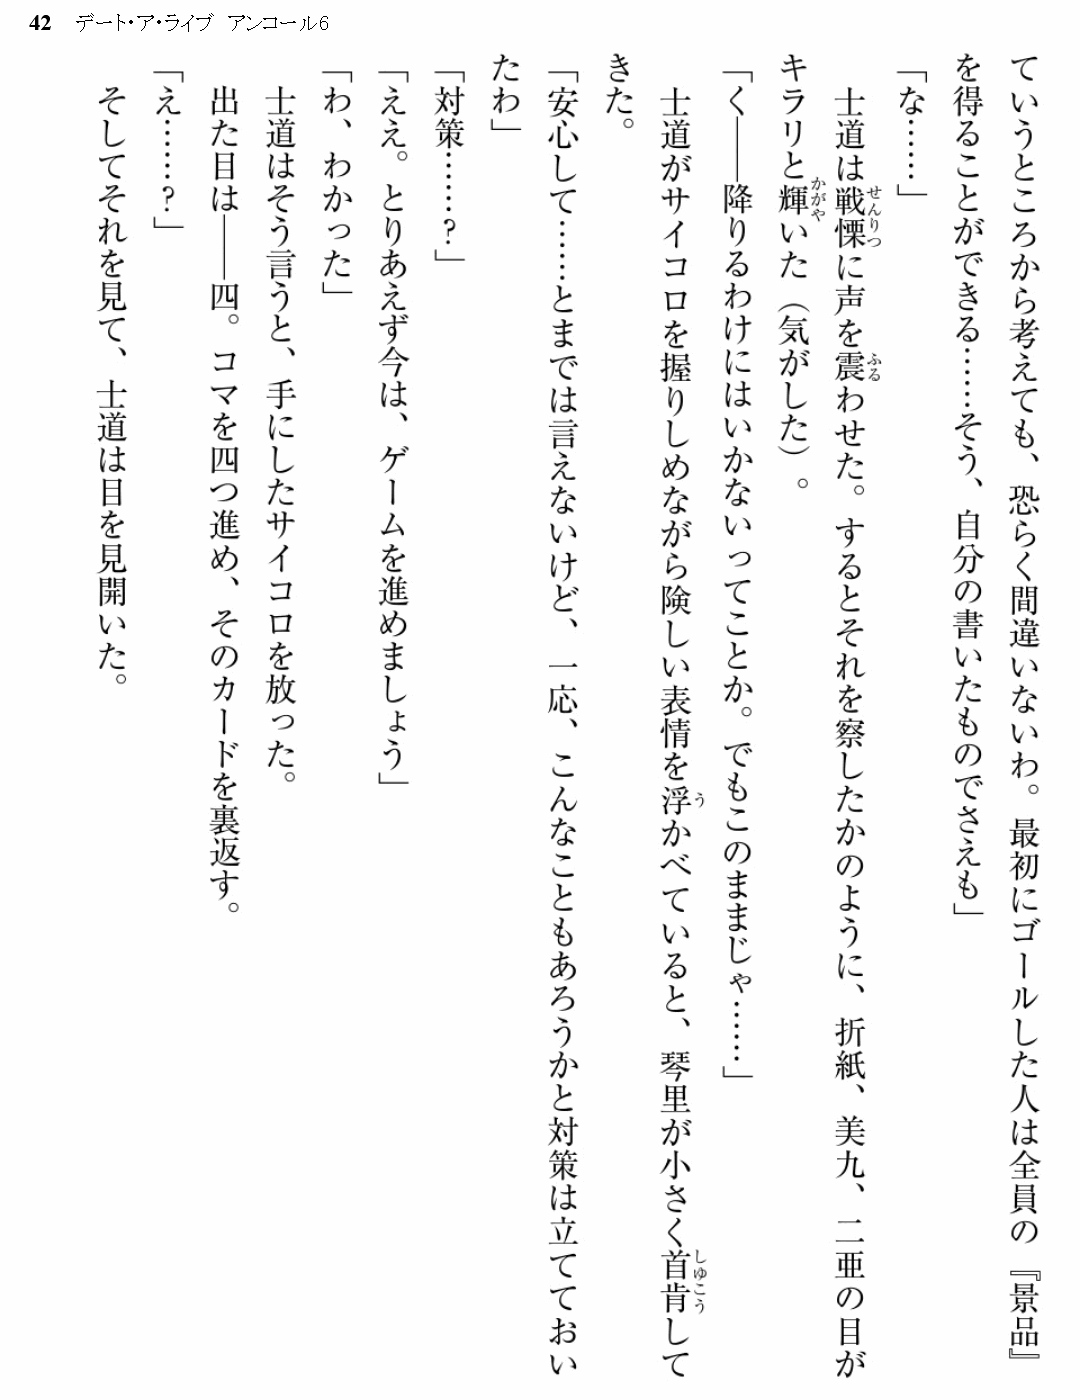 42 デート・ア・ライブ アンコール6
ていうところから考えても、恐らく間違いないわ。最初にゴールした人は全員の『景品』
を得ることができる……そう、自分の書いたものでさえも」
「な……」
　士道は戦慄に声を震わせた。するとそれを察したかのように、折紙、美九、二亜の目が
せんりつ
ふる
キラリと輝いた（気がした）。
かがや
「く――降りるわけにはいかないってことか。でもこのままじゃ……」
　士道がサイコロを握りしめながら険しい表情を浮かべていると、琴里が小さく首肯して
う
しゆこう
きた。
「安心して……とまでは言えないけど、一応、こんなこともあろうかと対策は立てておい
たわ」
「対策……？」
「ええ。とりあえず今は、ゲームを進めましょう」
「わ、わかった」
　士道はそう言うと、手にしたサイコロを放った。
　出た目は――四。コマを四つ進め、そのカードを裏返す。
「え……？」
　そしてそれを見て、士道は目を見開いた。